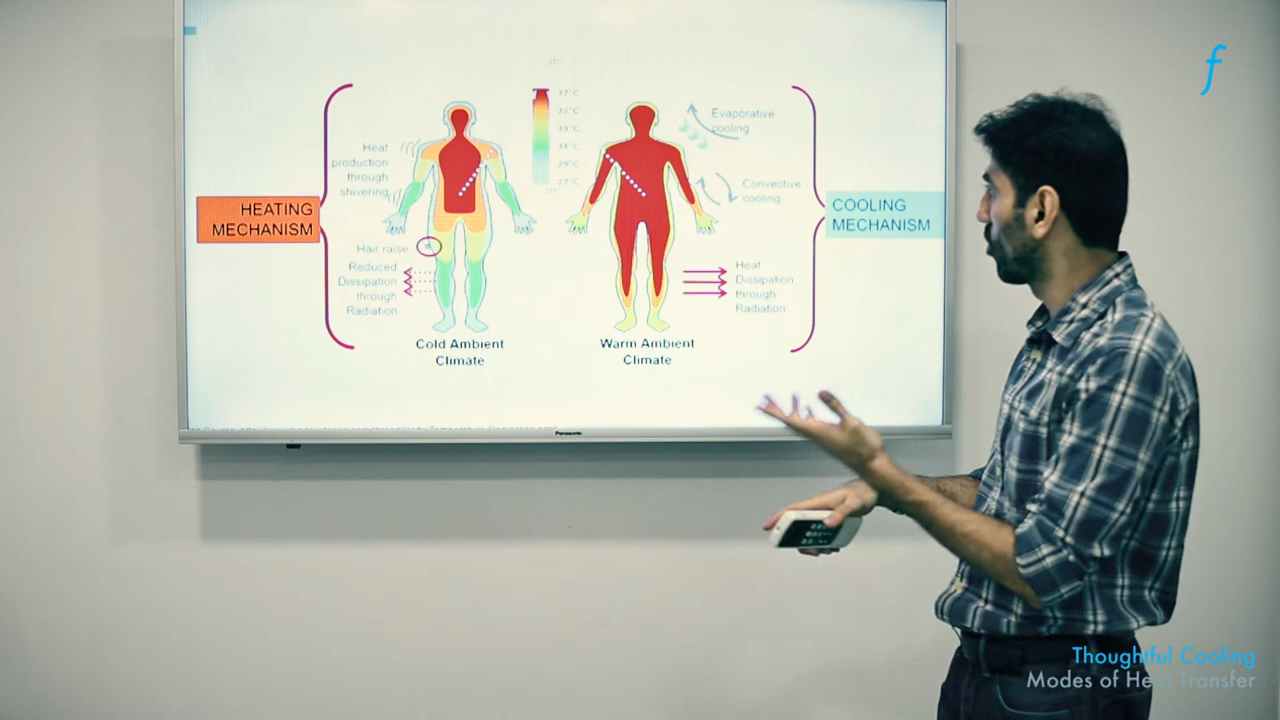 f
37°C
35°C
33°C
31°C
29°C
27°C
Heat
production
through
shivering
HEATING
MECHANISM
Hair raise
Reduced
Dissipation
through
Radiation
Cold Ambient
Climate
Evaporative
cooling
Convective
cooling
COOLING
MECHANISM
Heat
Dissipation
through
Radiation
Warm Ambient
Climate
Panasonic
Thoughtful Cooling
Modes of Heat Transfer